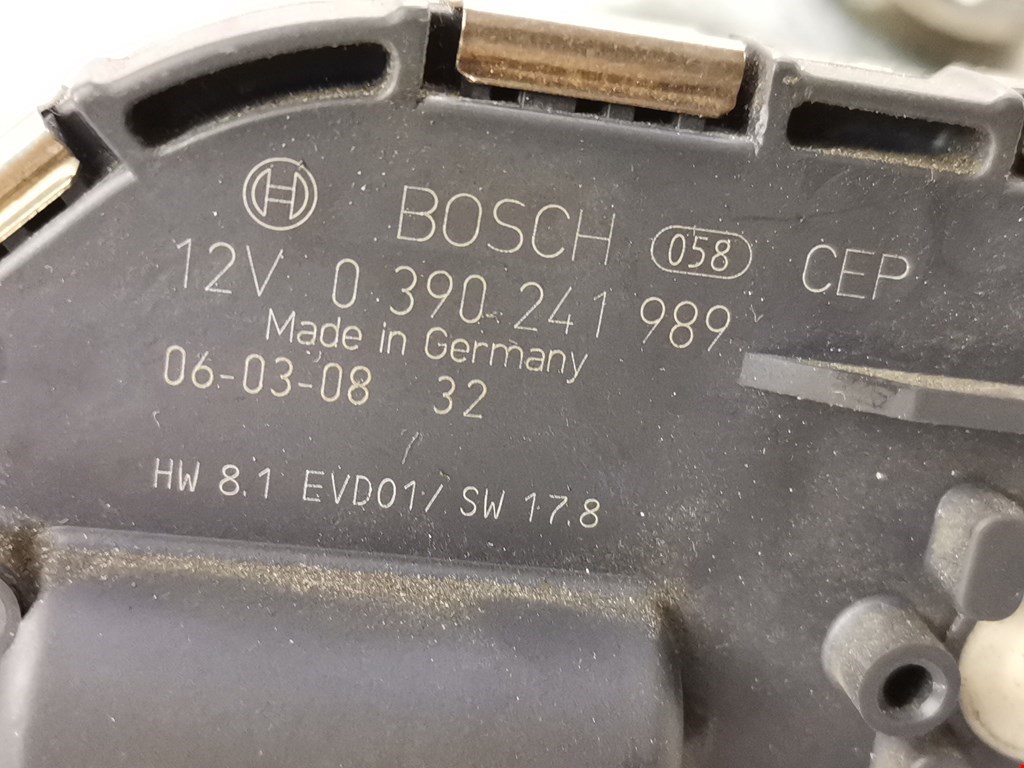 BOSCH 058 CEP
12V 0 390 241 989
Made in Germany
06-03-08 32
HW 8.1 EVD01/ SW 17.8